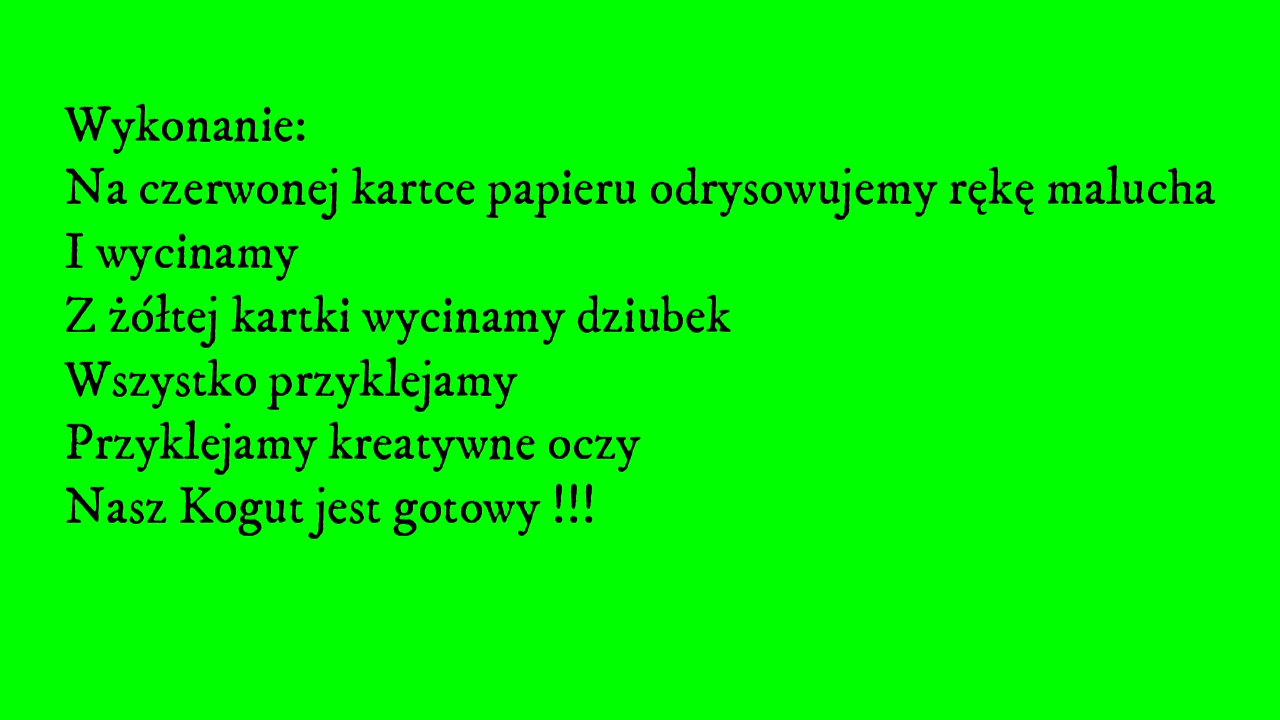 Wykonanie:
Na czerwonej kartce papieru odrysowujemy rękę malucha
I wycinamy
Z żółtej kartki wycinamy dziubek
Wszystko przyklejamy
Przyklejamy kreatywne oczy
Nasz Kogut jest gotowy !!!